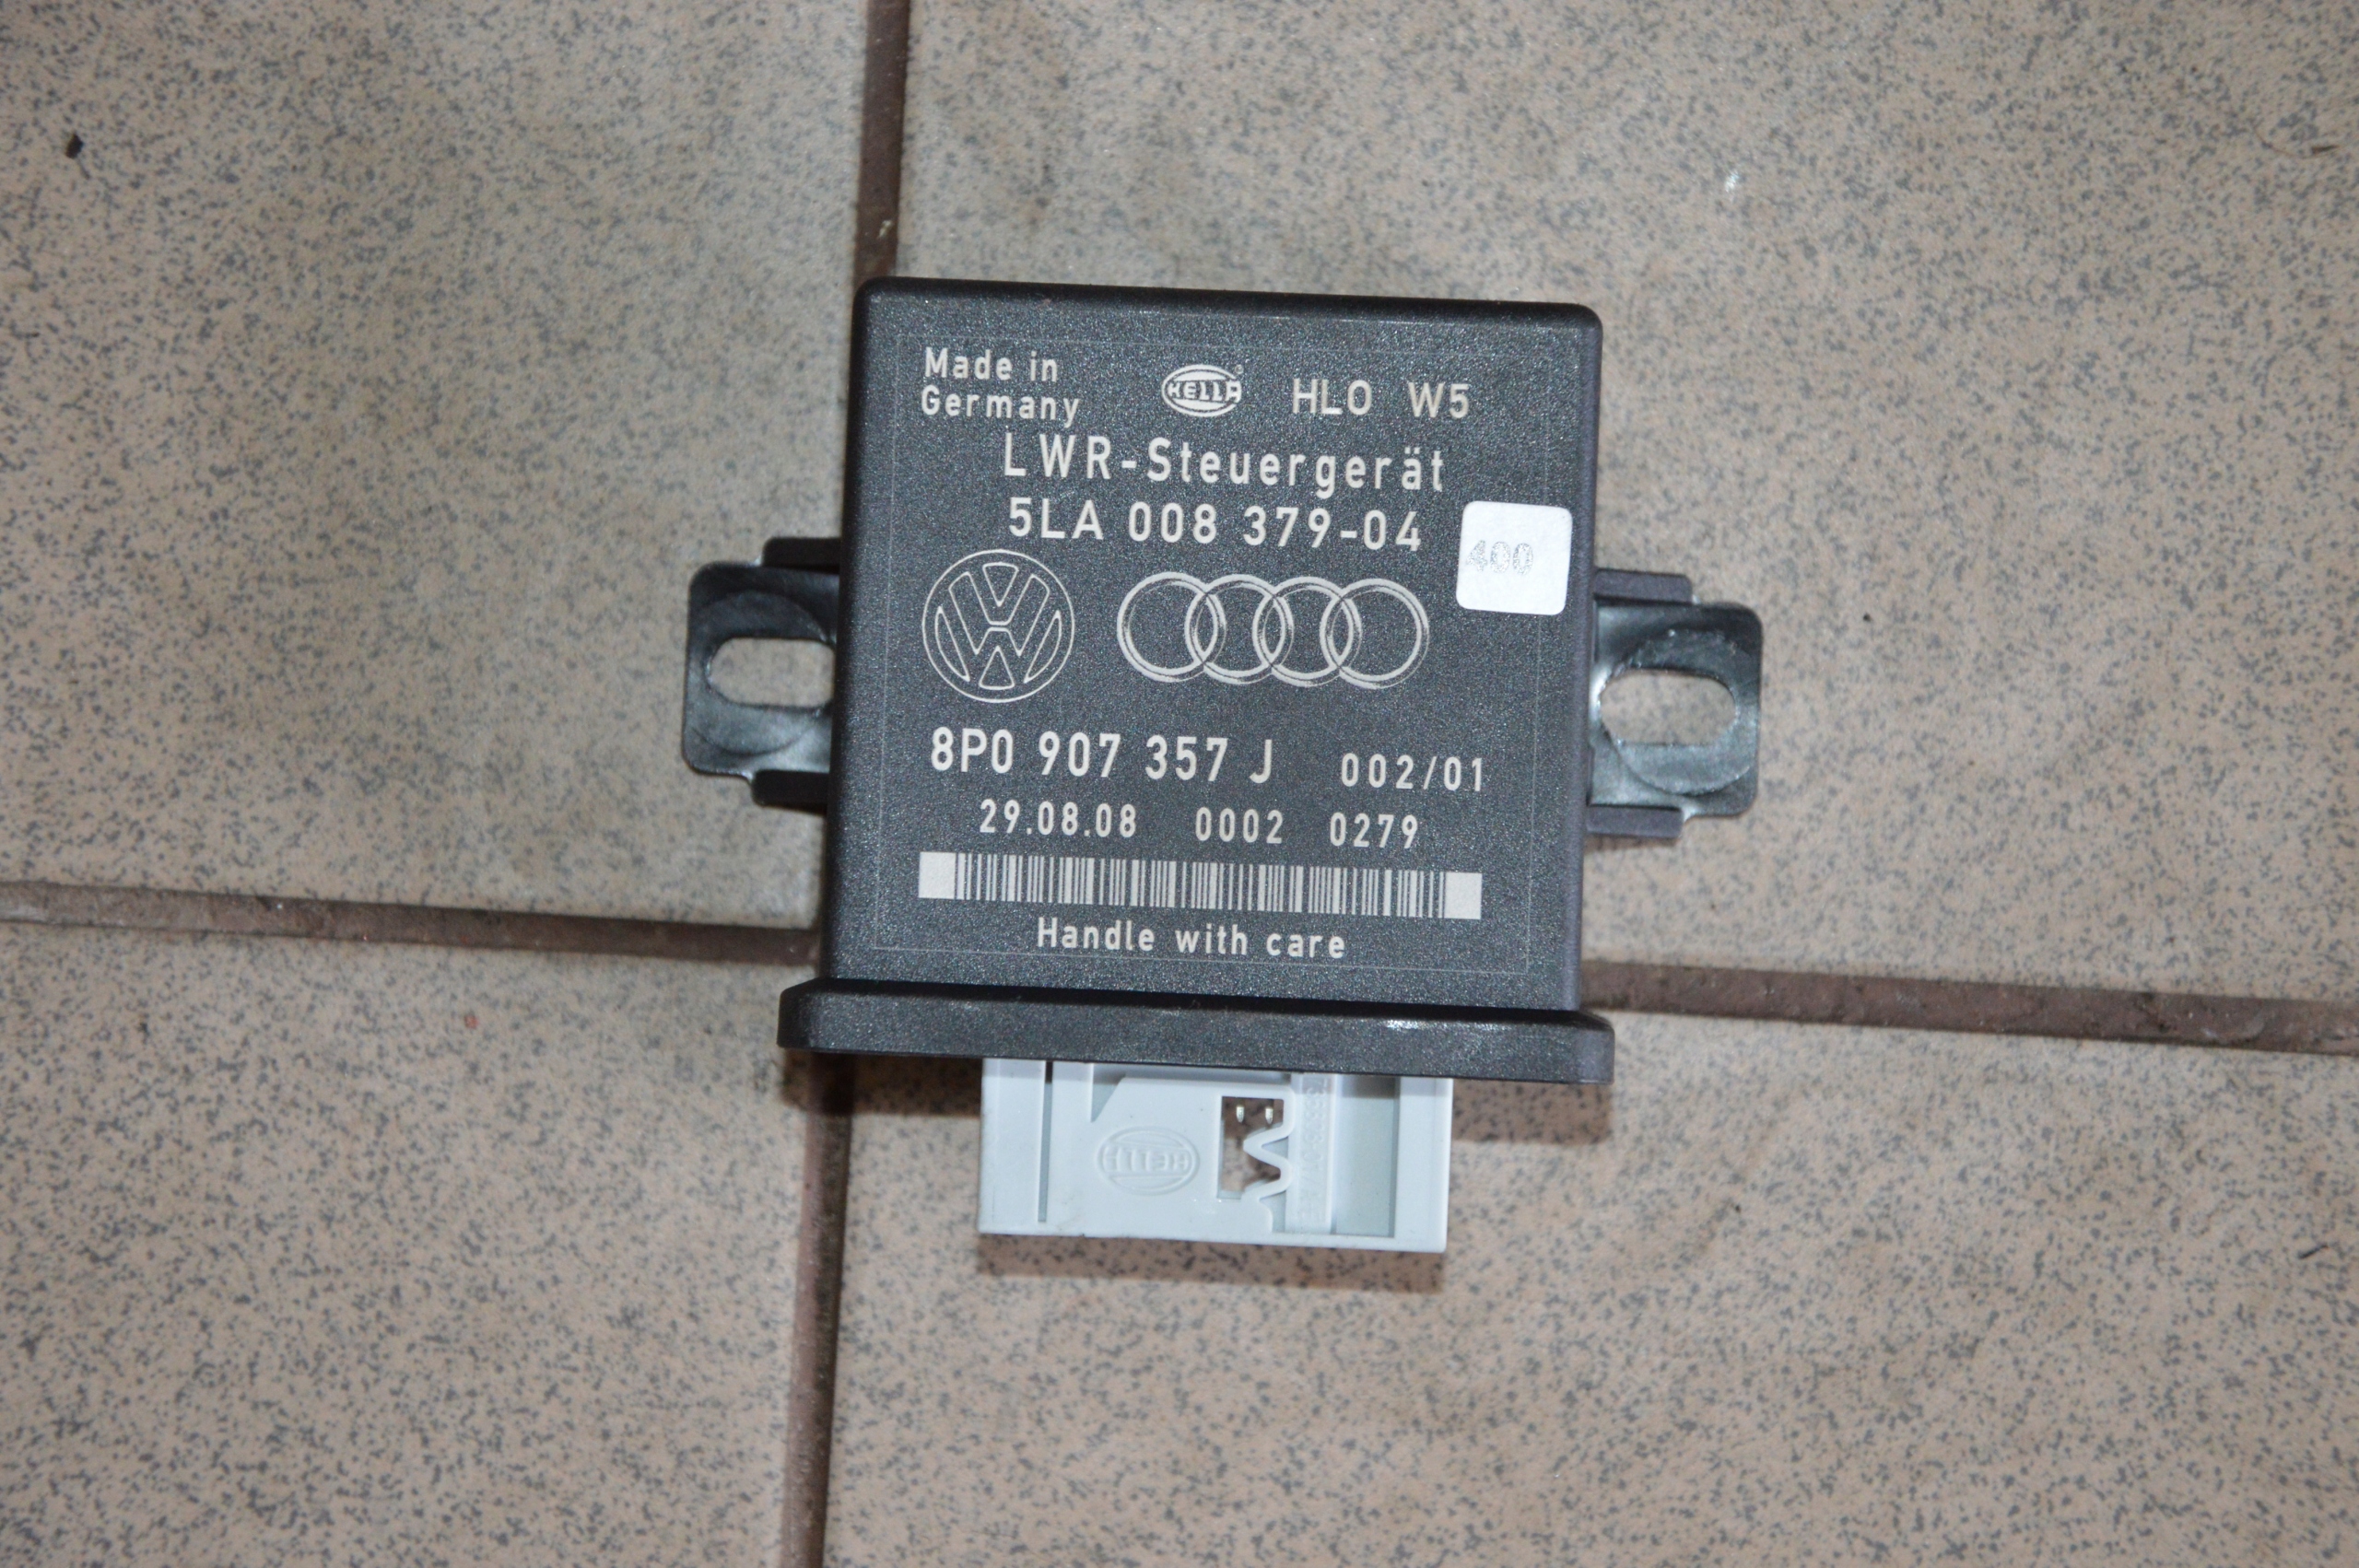 Made in
Germany
HELLA HLO W5
LWR-Steuergerät
5LA 008 379-04
400
8P0 907 357 J 002/01
29.08.08 0002 0279
Handle with care
HELLA